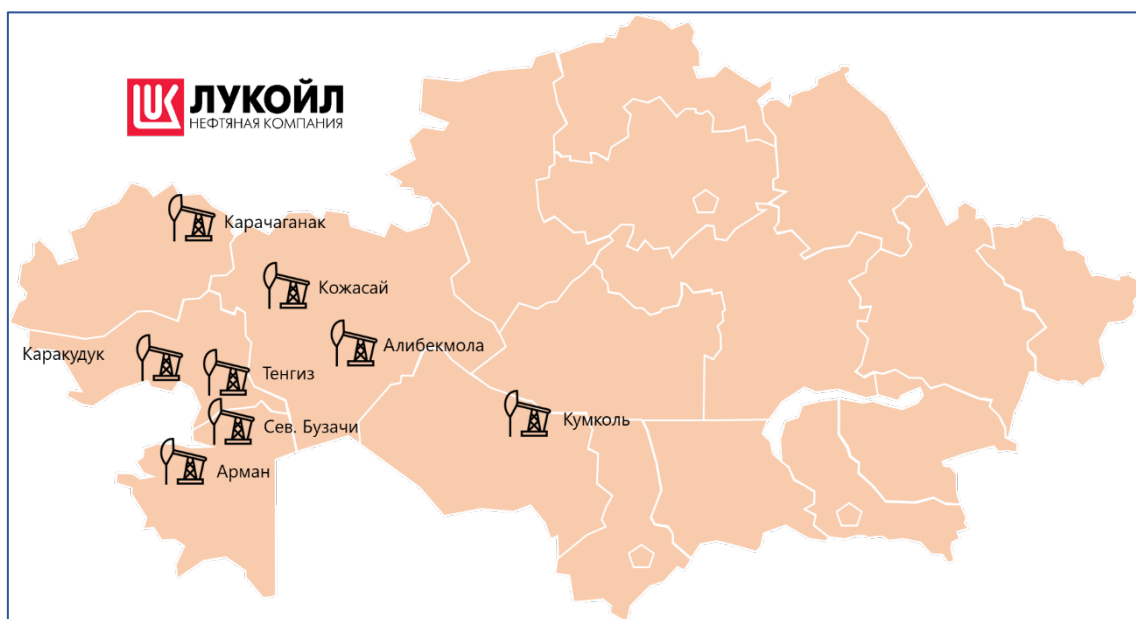 ЛУКОЙЛ
НЕФТЯНАЯ КОМПАНИЯ
Карачаганак
Кожасай
Алибекмола
Каракудук
Тенгиз
Кумколь
Сев. Бузачи
Арман